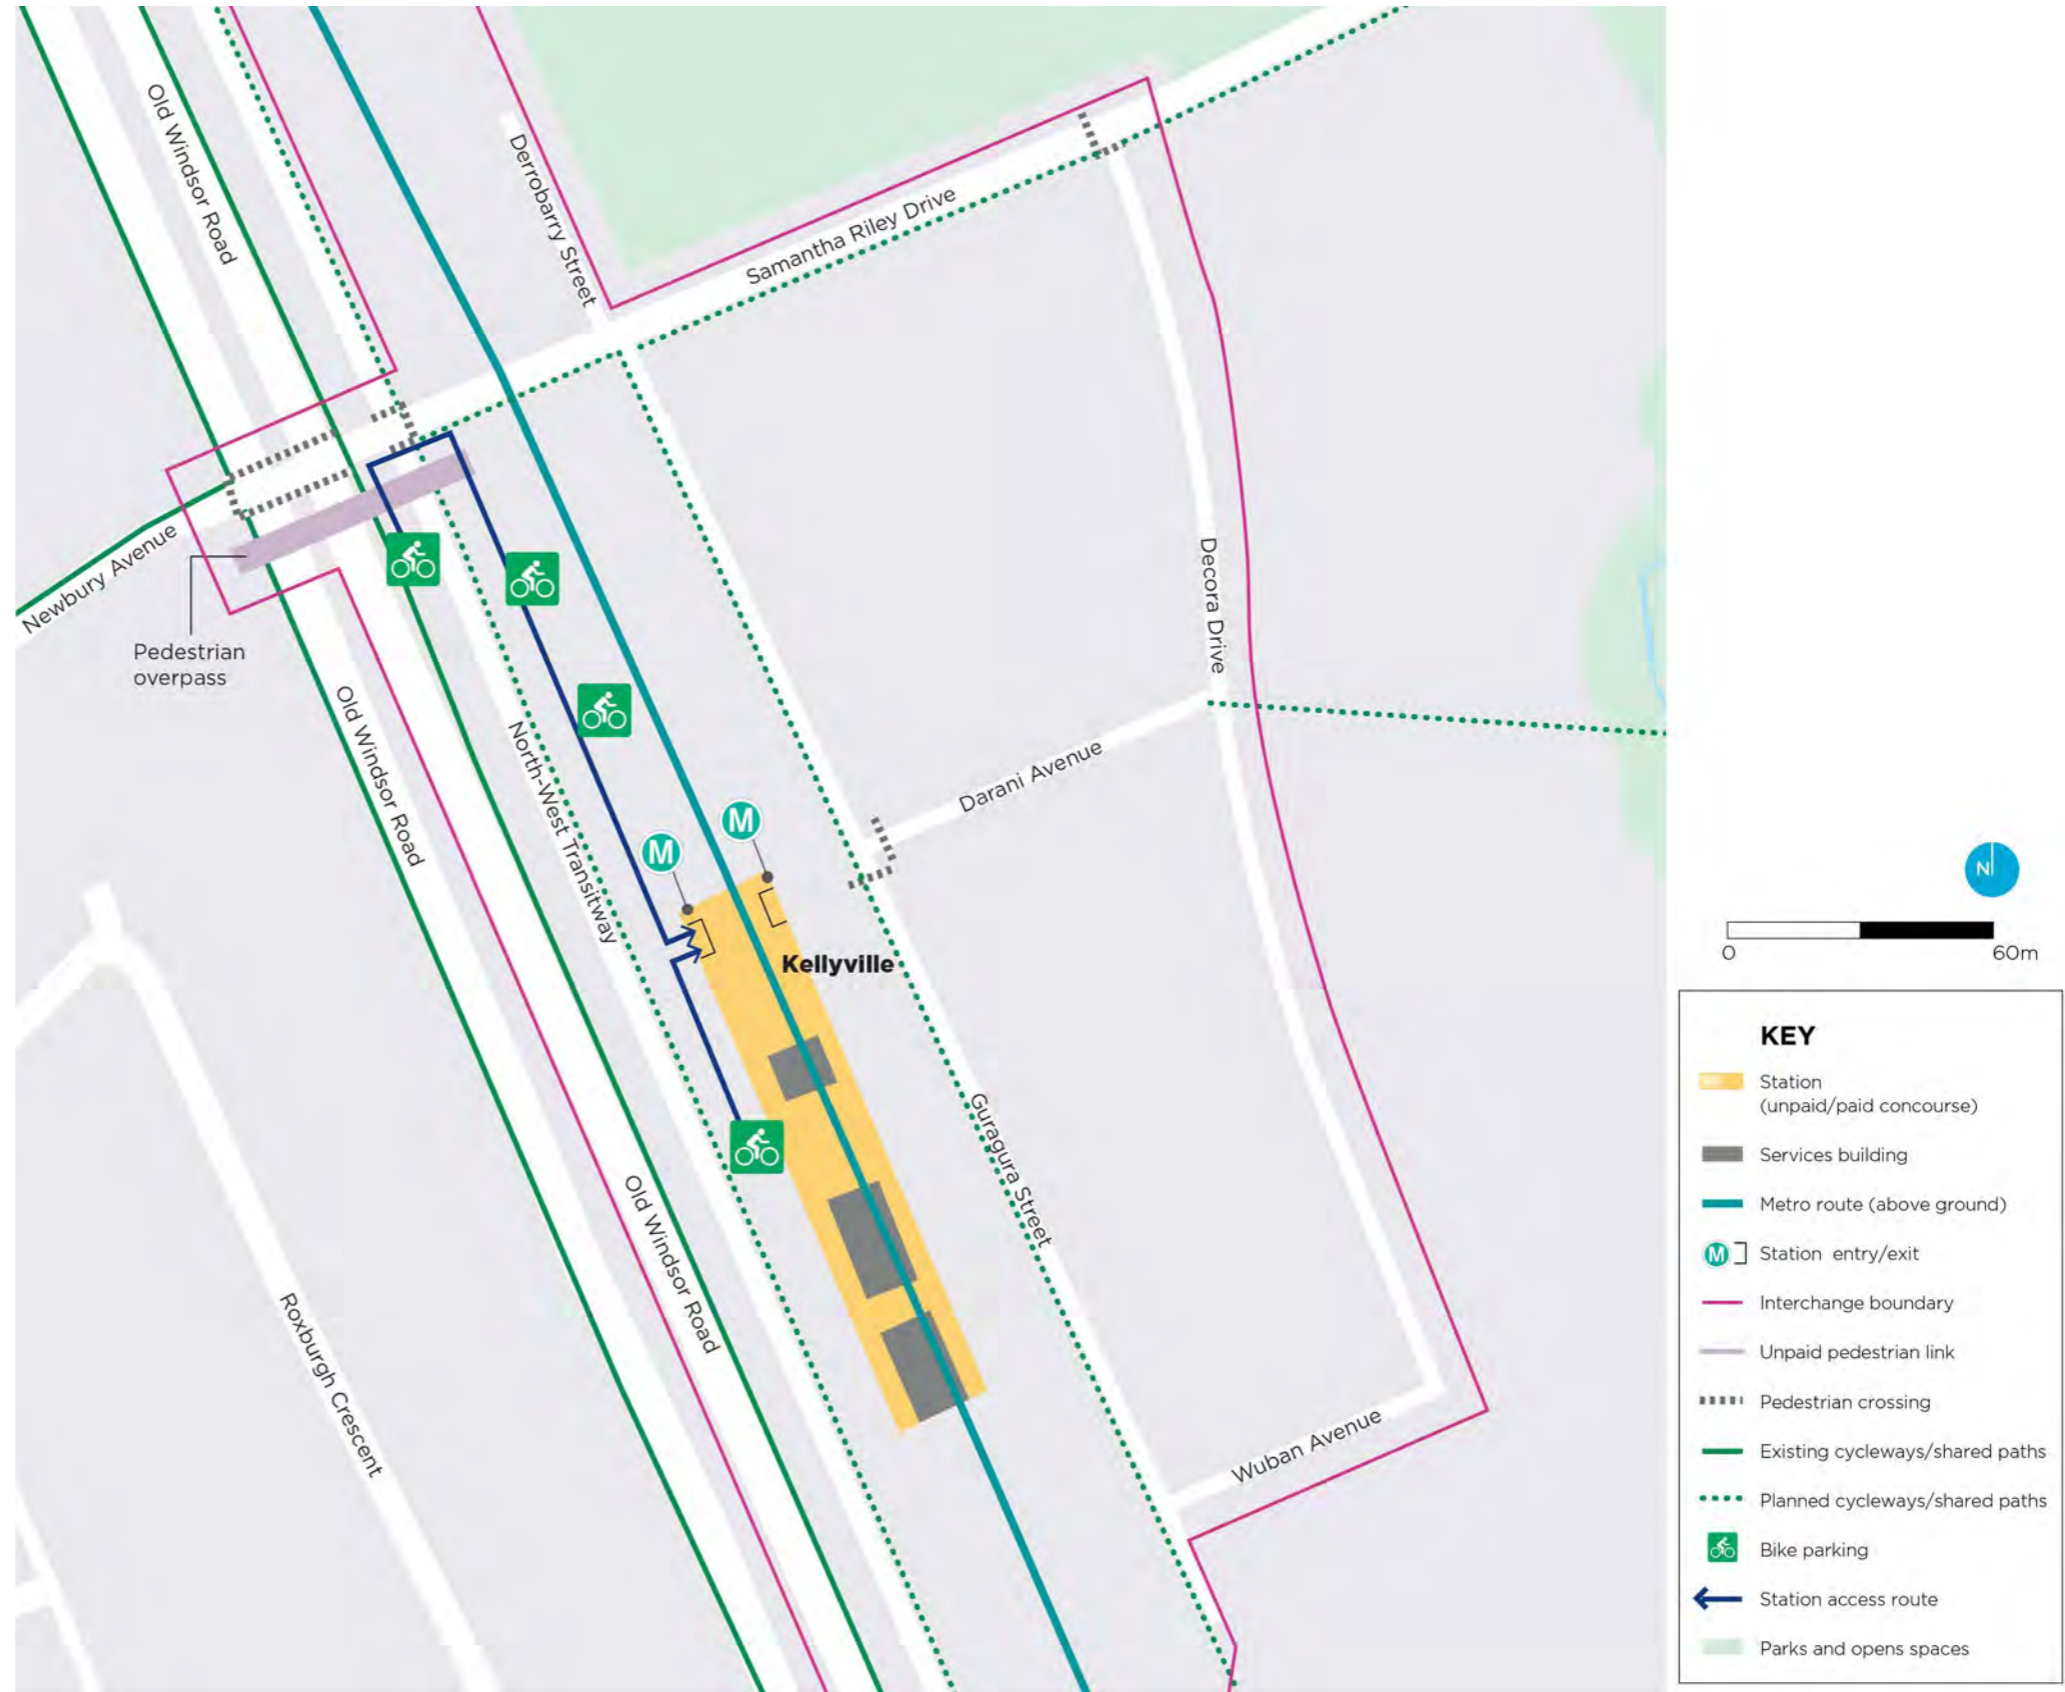 Old Windsor Road
Derrobarry Street
Samantha Riley Drive
Newbury Avenue
Pedestrian
overpass
Decora Drive
Old Windsor Road
North-West Transitway
Darani Avenue
M
M
Kellyville
Guragura Street
Old Windsor Road
Roxburgh Crescent
Wuban Avenue
N
0 60m
KEY
Station
(unpaid/paid concourse)
Services building
Metro route (above ground)
M Station entry/exit
Interchange boundary
Unpaid pedestrian link
Pedestrian crossing
Existing cycleways/shared paths
Planned cycleways/shared paths
Bike parking
Station access route
Parks and opens spaces